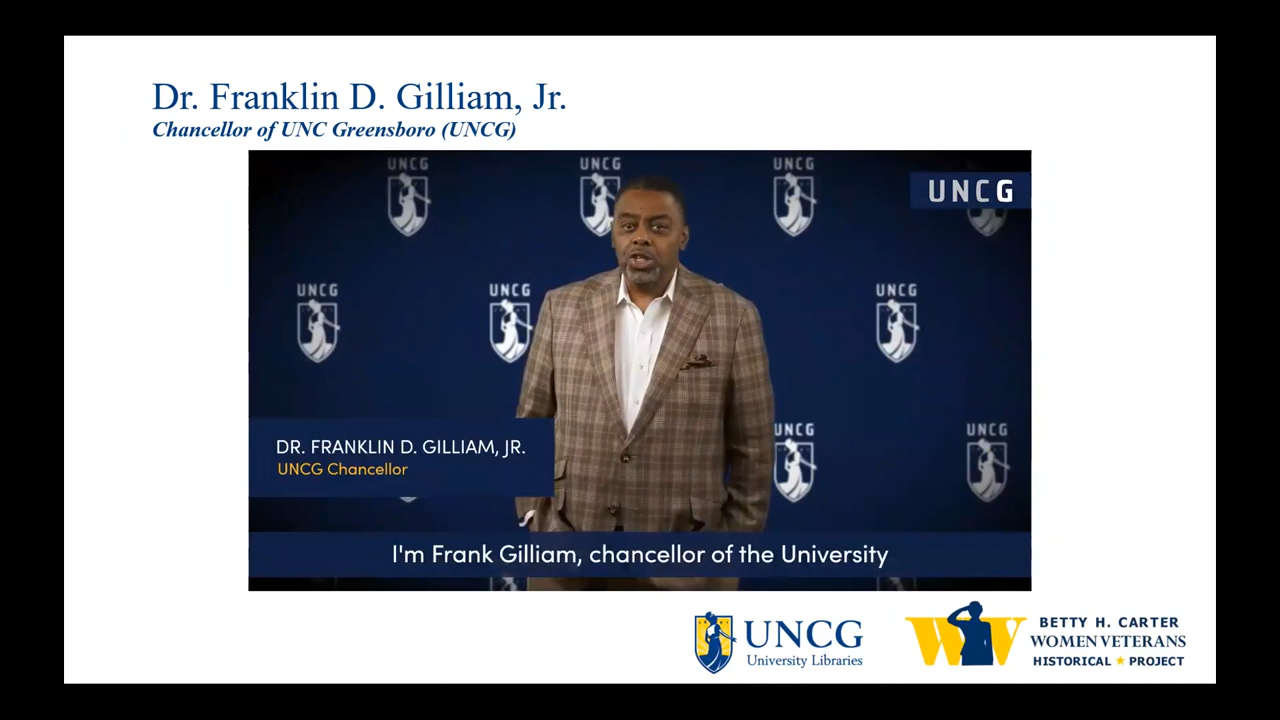 Dr. Franklin D. Gilliam, Jr.
Chancellor of UNC Greensboro (UNCG)
UNCG
UNCG
UNCG
UNCG
UNCG
UNCG
UNCG
UNCG
UNCG
DR. FRANKLIN D. GILLIAM, JR.
UNCG Chancellor
I'm Frank Gilliam, chancellor of the University
UNCG
University Libraries
BETTY H. CARTER
WOMEN VETERANS
HISTORICAL ★ PROJECT